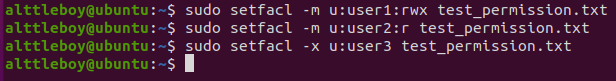 alttleboy@ubuntu:~$ sudo setfacl -m u:user1:rwx test_permission.txt
alttleboy@ubuntu:~$ sudo setfacl -m u:user2:r test_permission.txt
alttleboy@ubuntu:~$ sudo setfacl -x u:user3 test_permission.txt
alttleboy@ubuntu:~$